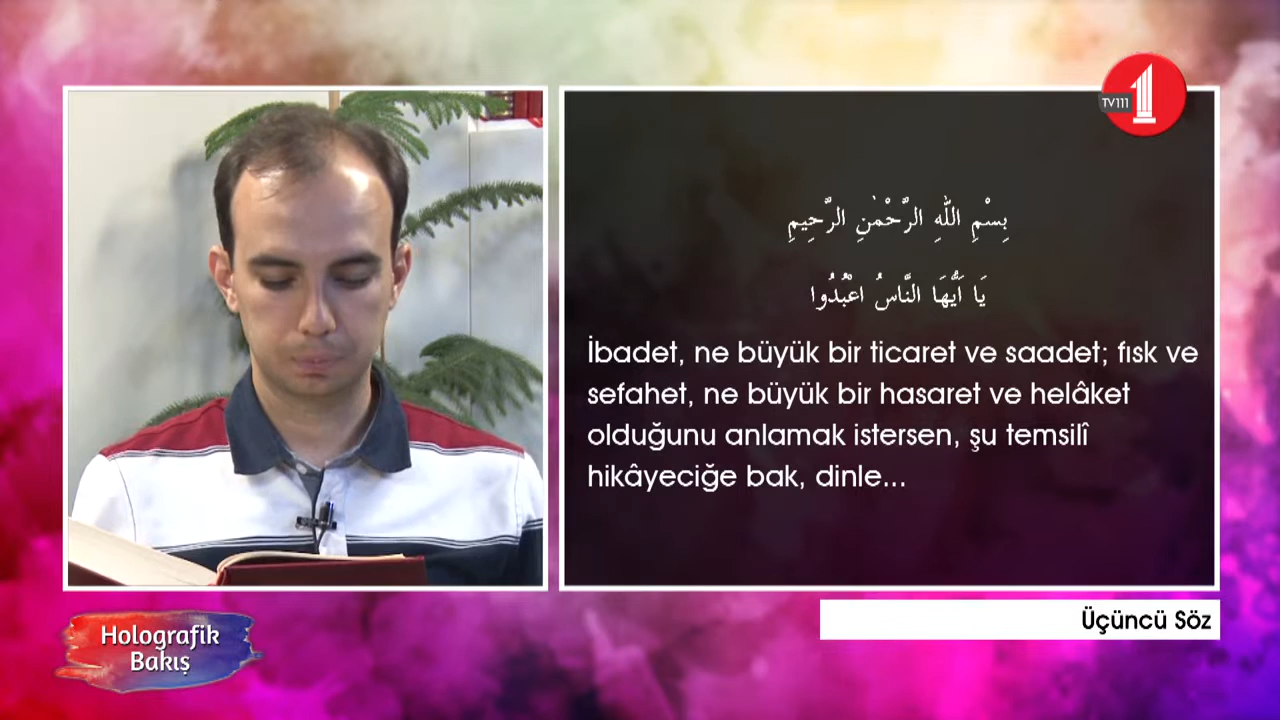 TV111
1
بِسْمِ اللّٰهِ الرَّحْمٰنِ الرَّحِيمِ
يَا اَيُّهَا النَّاسُ اعْبُدُوا
İbadet, ne büyük bir ticaret ve saadet; fısk ve
sefahet, ne büyük bir hasaret ve helâket
olduğunu anlamak istersen, şu temsilî
hikâyeciğe bak, dinle...
Üçüncü Söz
Holografik
Bakış